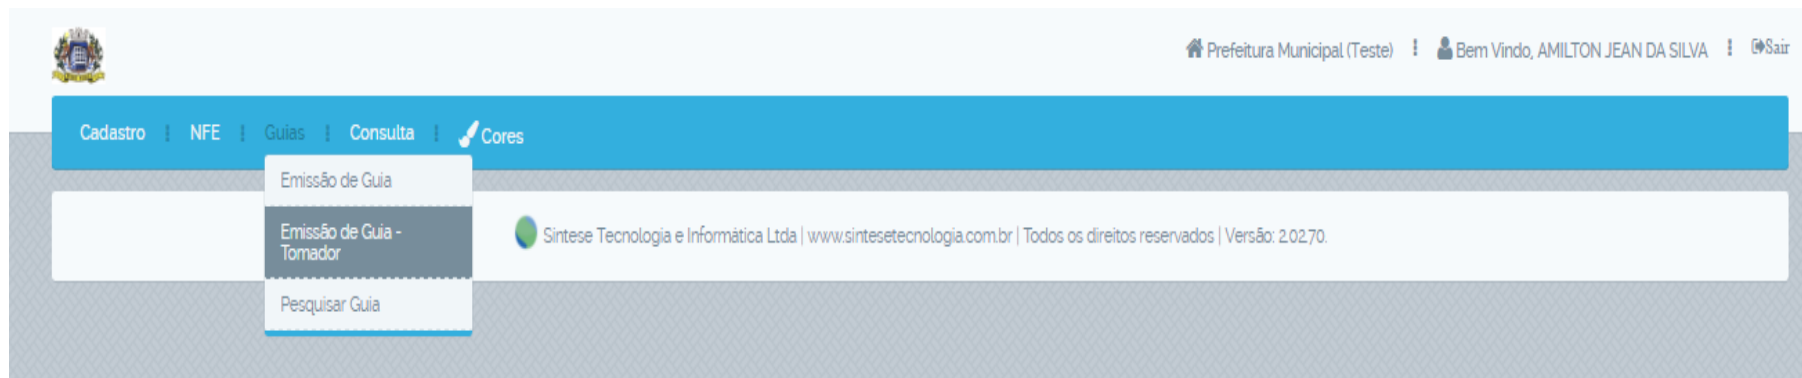 Prefeitura Municipal (Teste) Bem Vindo, AMILTON JEAN DA SILVA Sair
Cadastro NFE Guias Consulta Cores
Emissão de Guia
Emissão de Guia -
Tomador
Sintese Tecnologia e Informática Ltda | www.sintesetecnologia.com.br | Todos os direitos reservados | Versão: 2.02.70.
Pesquisar Guia